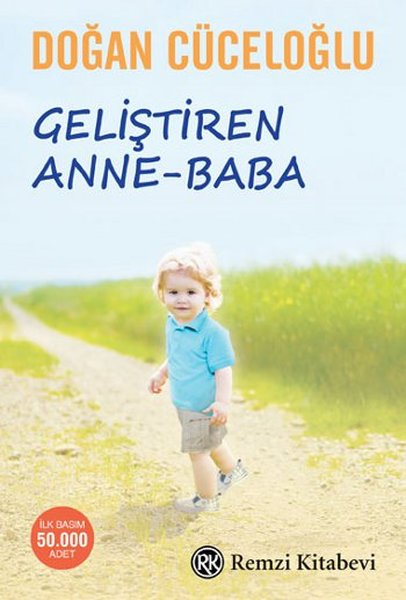 DOĞAN CÜCELOĞLU
GELİŞTİREN
ANNE-BABA
İLK BASIM
50.000
ADET
RK Remzi Kitabevi